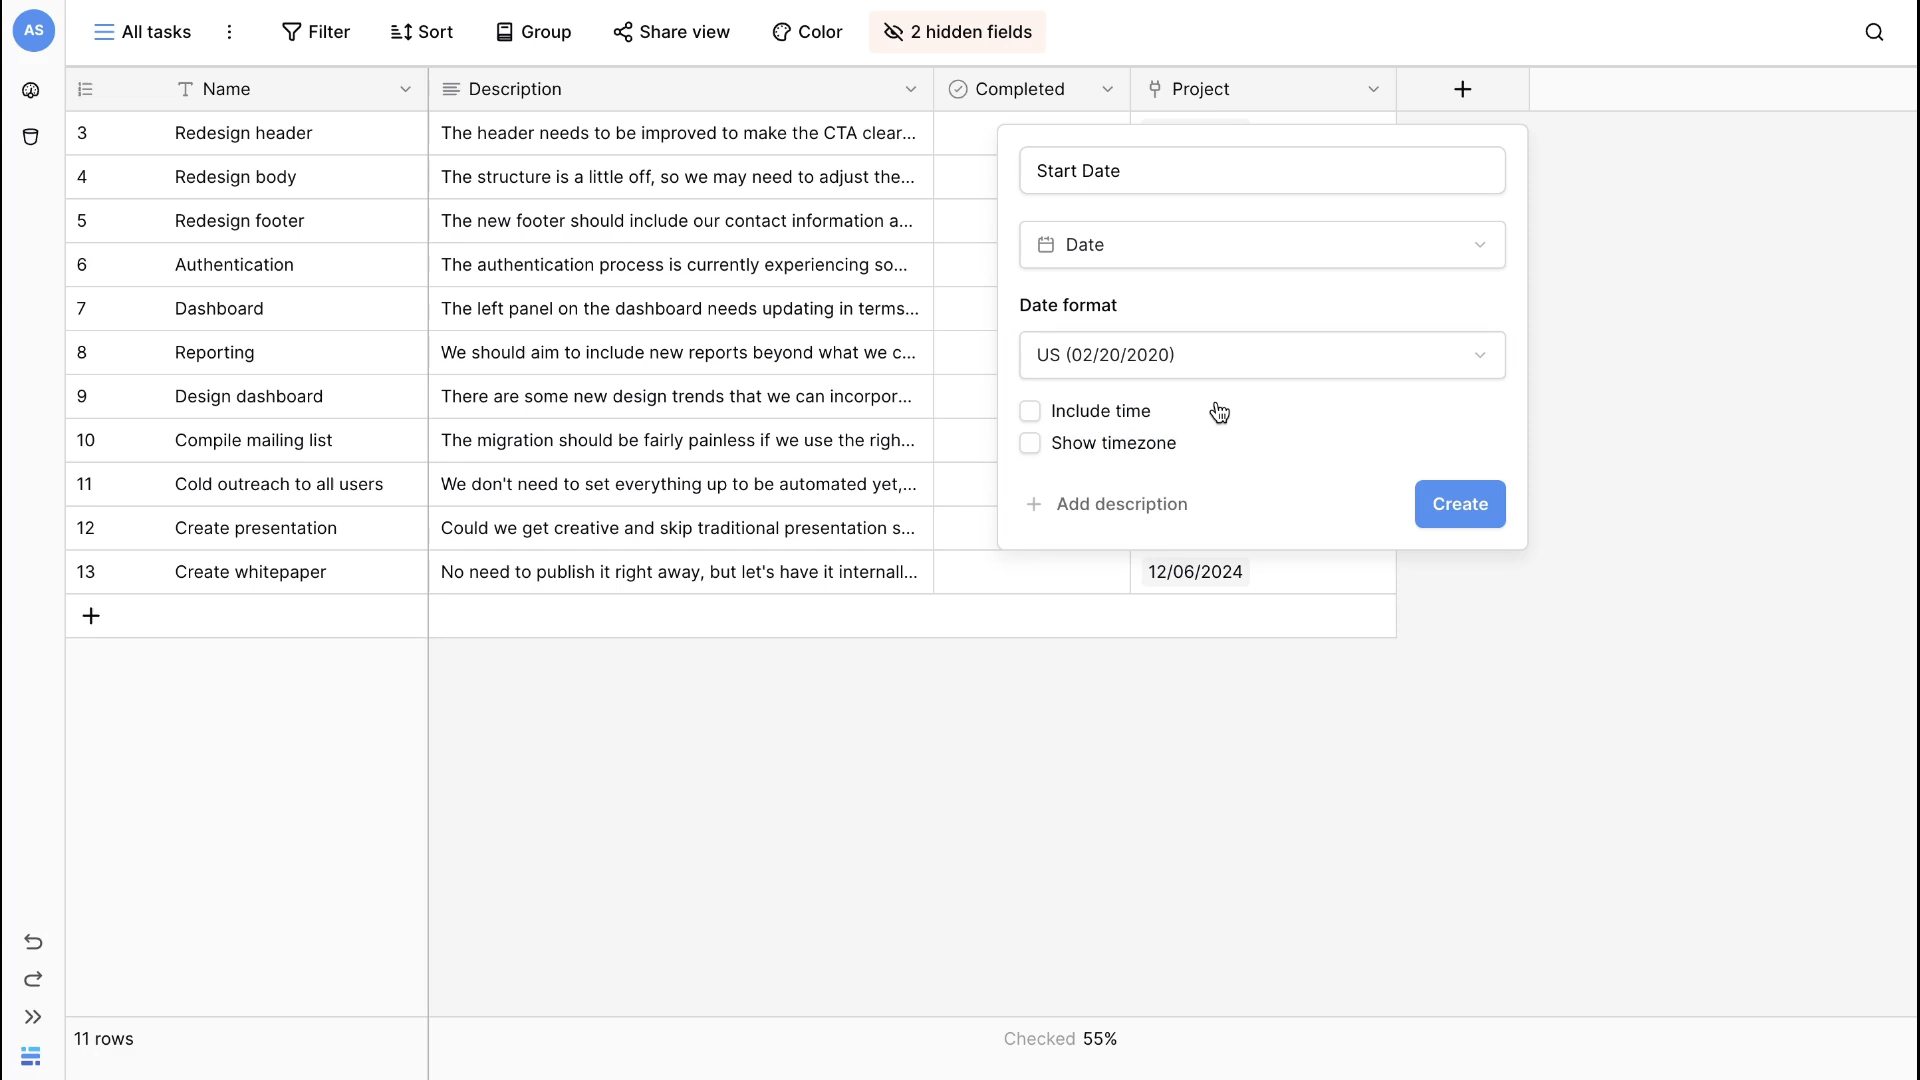 AS
All tasks
Filter
Sort
Group
Share view
Color
2 hidden fields
Name
Description
Completed
Project
3 Redesign header The header needs to be improved to make the CTA clear...
4 Redesign body The structure is a little off, so we may need to adjust the...
5 Redesign footer The new footer should include our contact information a...
6 Authentication The authentication process is currently experiencing so...
7 Dashboard The left panel on the dashboard needs updating in terms...
8 Reporting We should aim to include new reports beyond what we c...
9 Design dashboard There are some new design trends that we can incorpor...
10 Compile mailing list The migration should be fairly painless if we use the righ...
11 Cold outreach to all users We don't need to set everything up to be automated yet,...
12 Create presentation Could we get creative and skip traditional presentation s...
13 Create whitepaper No need to publish it right away, but let's have it internall... 12/06/2024
Start Date
Date
Date format
US (02/20/2020)
Include time
Show timezone
Add description
Create
11 rows
Checked 55%